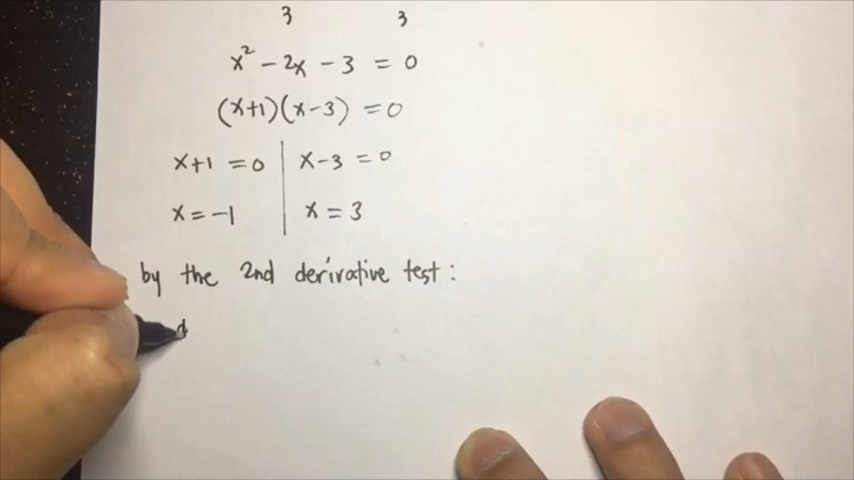 3 3
x² - 2x - 3 = 0
(x+1)(x-3) = 0
x+1 = 0 | x-3 = 0
x = -1 | x = 3
by the 2nd derivative test:
d